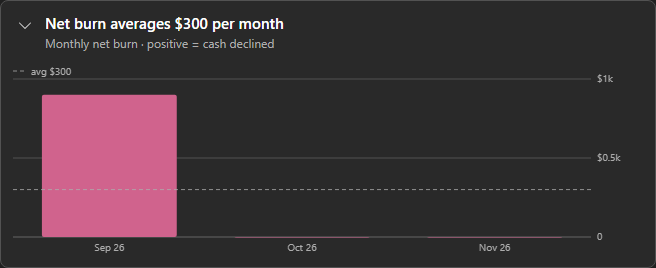 Net burn averages $300 per month
Monthly net burn · positive = cash declined
avg $300
$1k
$0.5k
0
Sep 26
Oct 26
Nov 26